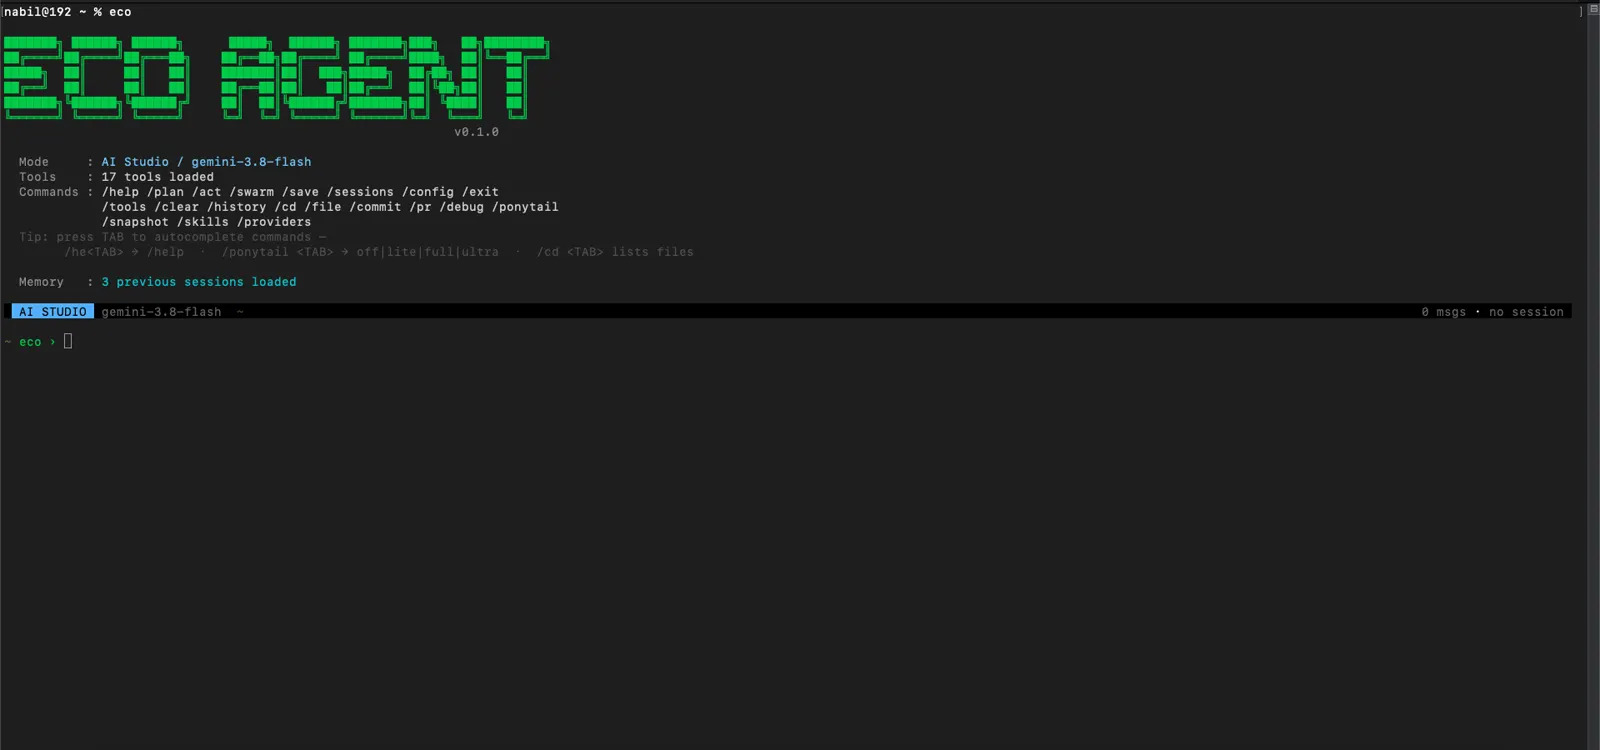 [nabil@192 ~ % eco ]
ECO AGENT
v0.1.0
Mode : AI Studio / gemini-3.8-flash
Tools : 17 tools loaded
Commands : /help /plan /act /swarm /save /sessions /config /exit
/tools /clear /history /cd /file /commit /pr /debug /ponytail
/snapshot /skills /providers
Tip: press TAB to autocomplete commands —
/he<TAB> → /help · /ponytail <TAB> → off|lite|full|ultra · /cd <TAB> lists files
Memory : 3 previous sessions loaded
AI STUDIO gemini-3.8-flash ~ 0 msgs · no session
~ eco ›